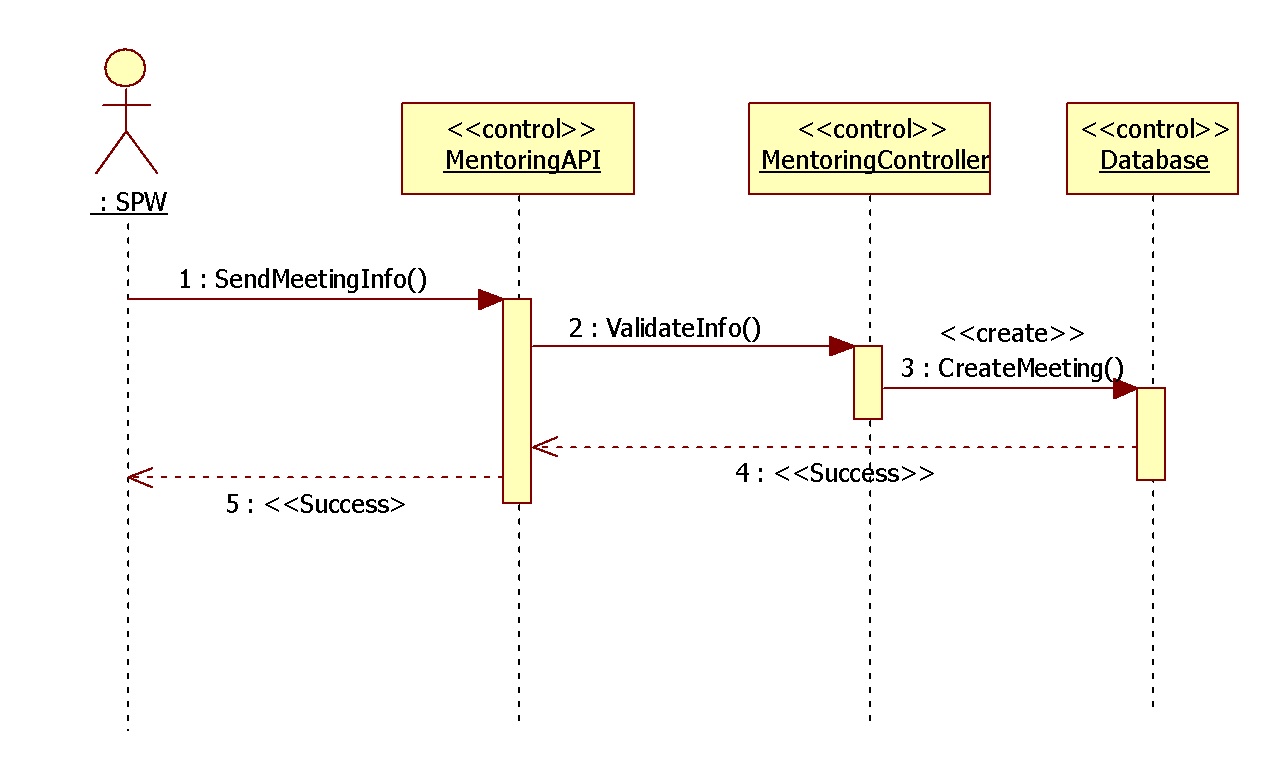 <<control>>
MentoringAPI
<<control>>
MentoringController
<<control>>
Database
: SPW
1 : SendMeetingInfo()
2 : ValidateInfo()
<<create>>
3 : CreateMeeting()
4 : <<Success>>
5 : <<Success>